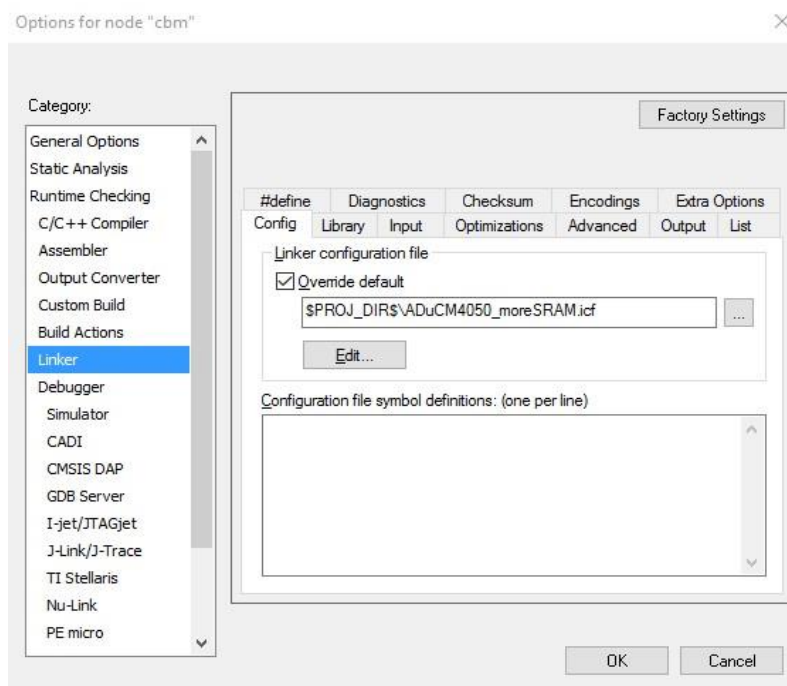 Options for node "cbm"
Category:
General Options
Static Analysis
Runtime Checking
C/C++ Compiler
Assembler
Output Converter
Custom Build
Build Actions
Linker
Debugger
Simulator
CADI
CMSIS DAP
GDB Server
I-jet/JTAGjet
J-Link/J-Trace
TI Stellaris
Nu-Link
PE micro
Factory Settings
#define Diagnostics Checksum Encodings Extra Options
Config Library Input Optimizations Advanced Output List
Linker configuration file
Override default
$PROJ_DIR$\ADuCM4050_moreSRAM.icf
...
Edit...
Configuration file symbol definitions: (one per line)
OK Cancel